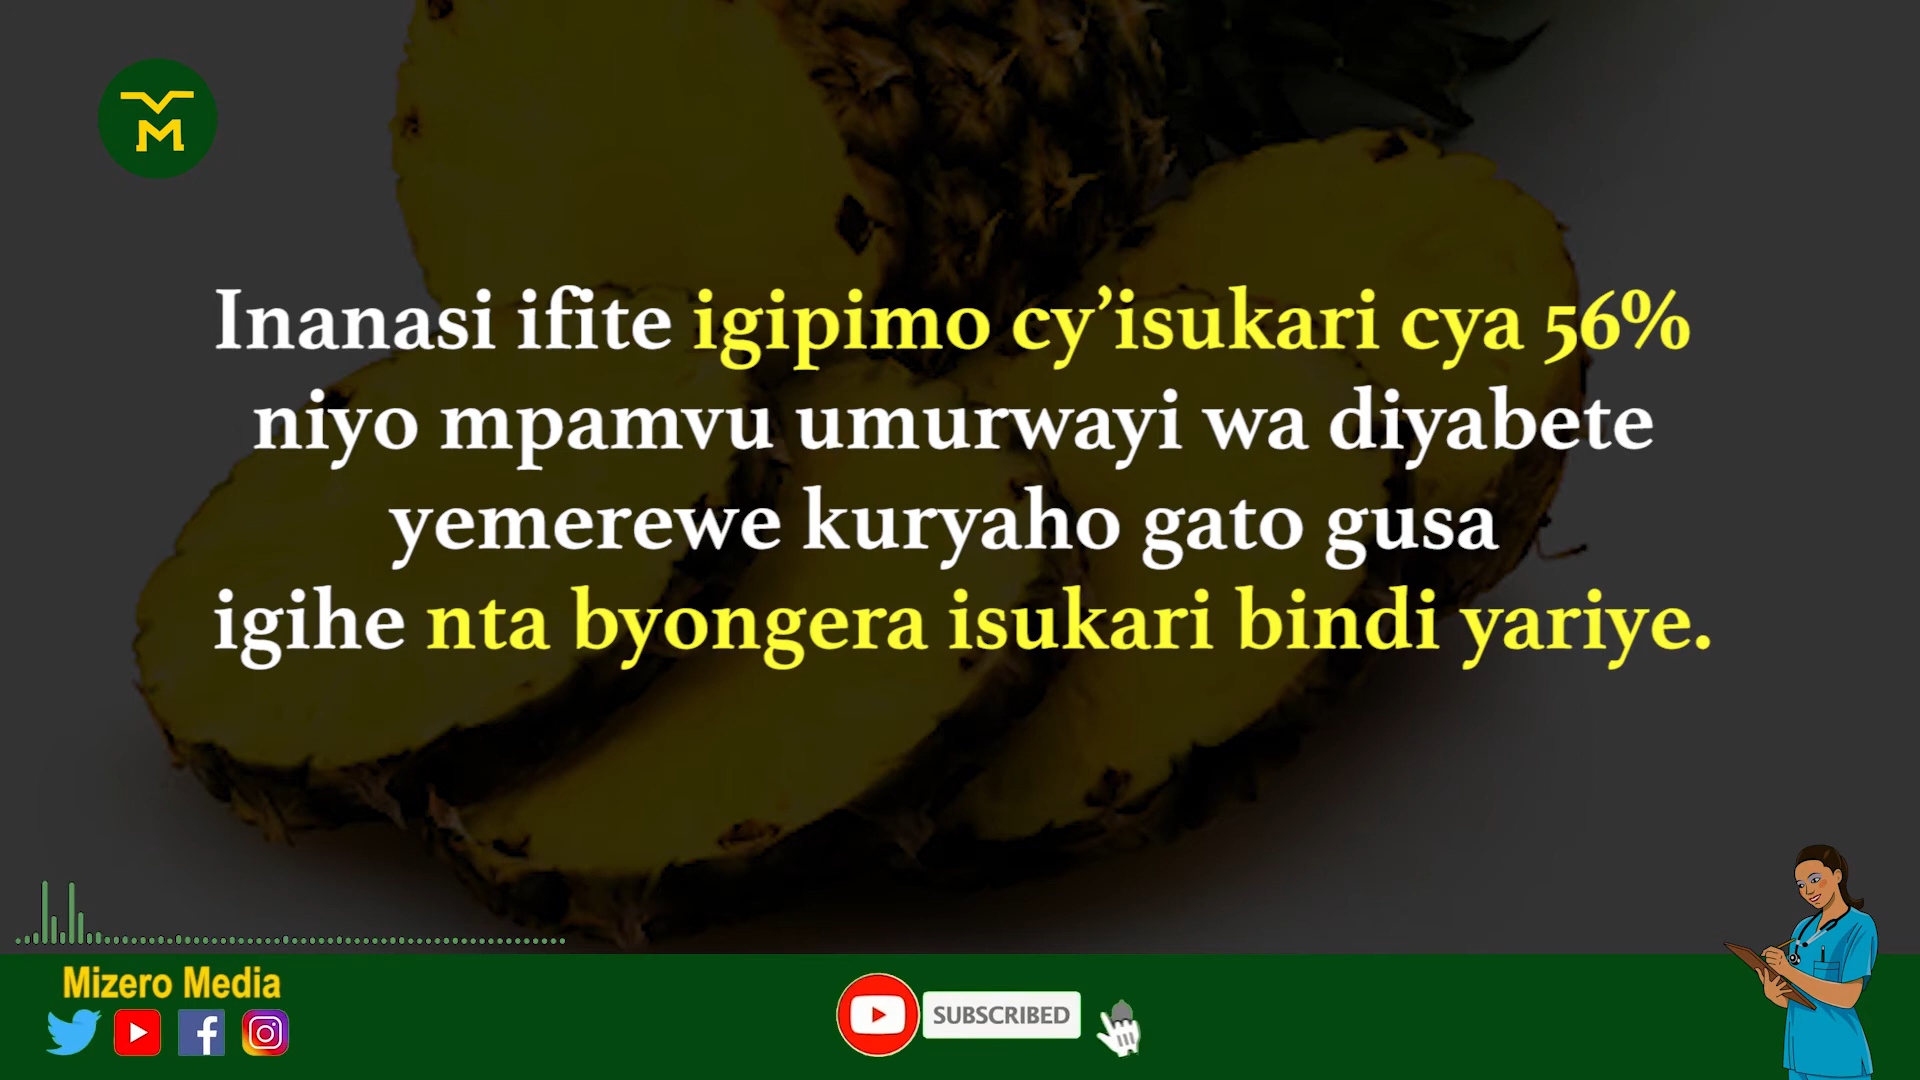 Inanasi ifite igipimo cy’isukari cya 56%
niyo mpamvu umurwayi wa diyabete
yemerewe kuryaho gato gusa
igihe nta byongera isukari bindi yariye.
Mizero Media
SUBSCRIBED